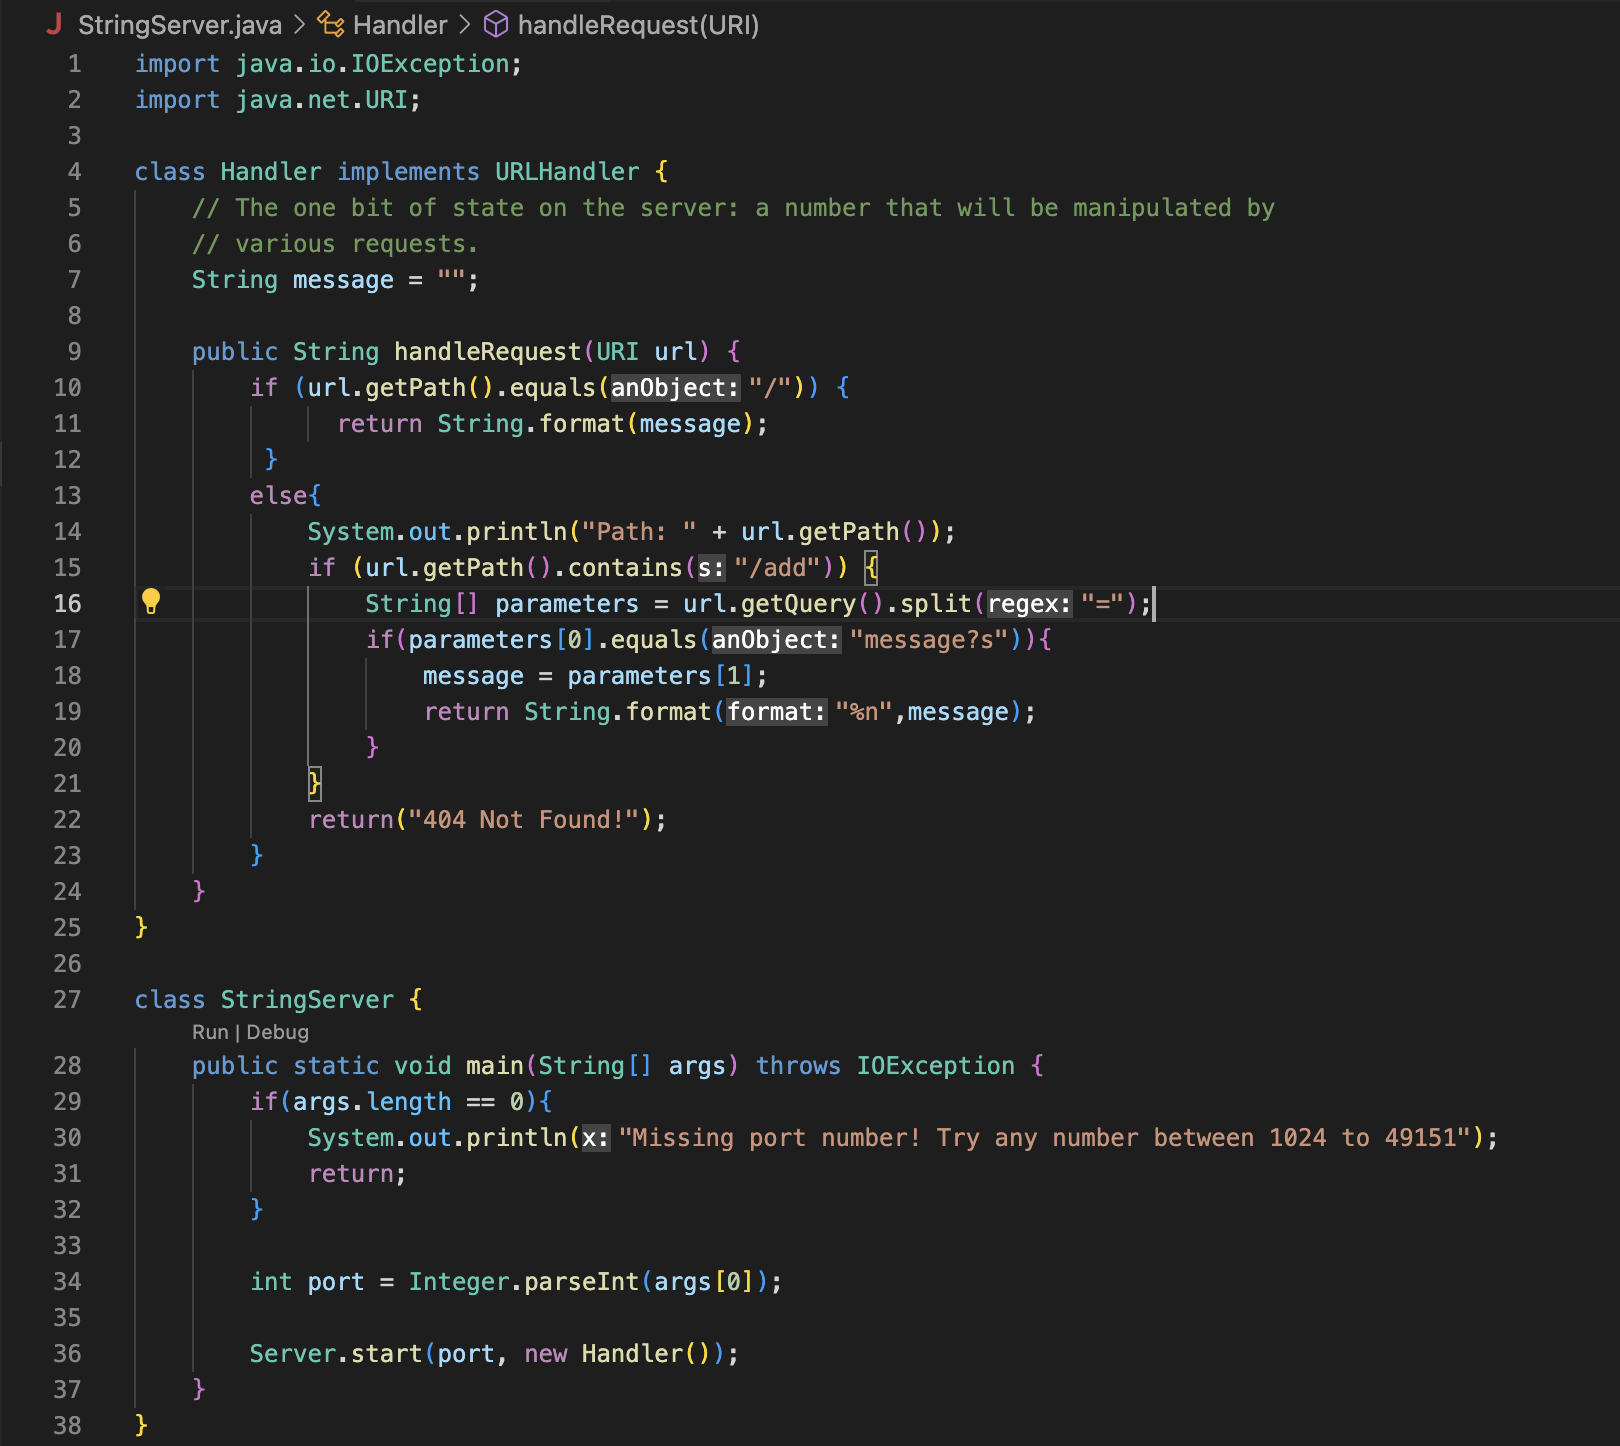 StringServer.java > Handler > handleRequest(URI)
1 import java.io.IOException;
2 import java.net.URI;
3
4 class Handler implements URLHandler {
5     // The one bit of state on the server: a number that will be manipulated by
6     // various requests.
7     String message = "";
8
9     public String handleRequest(URI url) {
10         if (url.getPath().equals(anObject: "/")) {
11               return String.format(message);
12          }
13         else{
14             System.out.println("Path: " + url.getPath());
15             if (url.getPath().contains(s: "/add")) {
16                 String[] parameters = url.getQuery().split(regex: "=");
17                 if(parameters[0].equals(anObject: "message?s")){
18                     message = parameters[1];
19                     return String.format(format: "%n",message);
20                 }
21             }
22             return("404 Not Found!");
23         }
24     }
25 }
26
27 class StringServer {
Run | Debug
28     public static void main(String[] args) throws IOException {
29         if(args.length == 0){
30             System.out.println(x: "Missing port number! Try any number between 1024 to 49151");
31             return;
32         }
33
34         int port = Integer.parseInt(args[0]);
35
36         Server.start(port, new Handler());
37     }
38 }